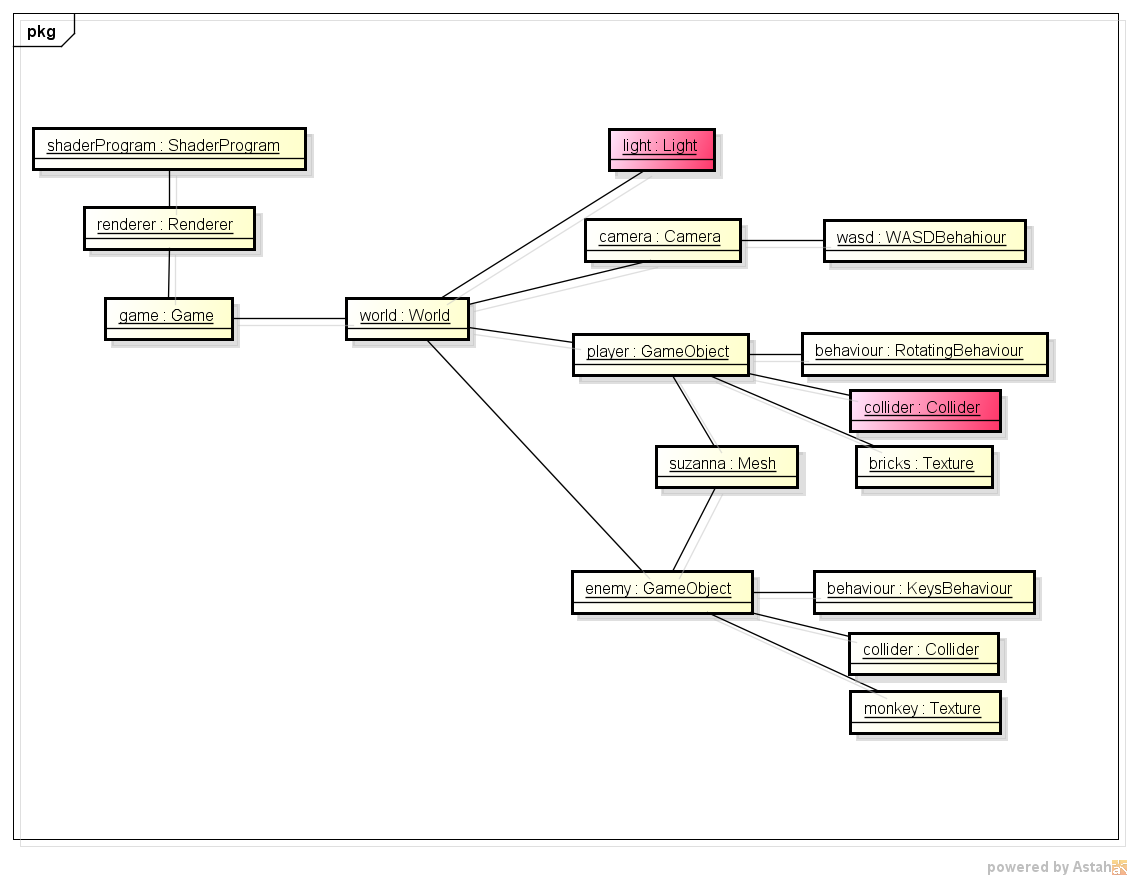 pkg
shaderProgram : ShaderProgram
light : Light
renderer : Renderer
camera : Camera
wasd : WASDBehahiour
game : Game
world : World
player : GameObject
behaviour : RotatingBehaviour
collider : Collider
suzanna : Mesh
bricks : Texture
enemy : GameObject
behaviour : KeysBehaviour
collider : Collider
monkey : Texture
powered by Astah